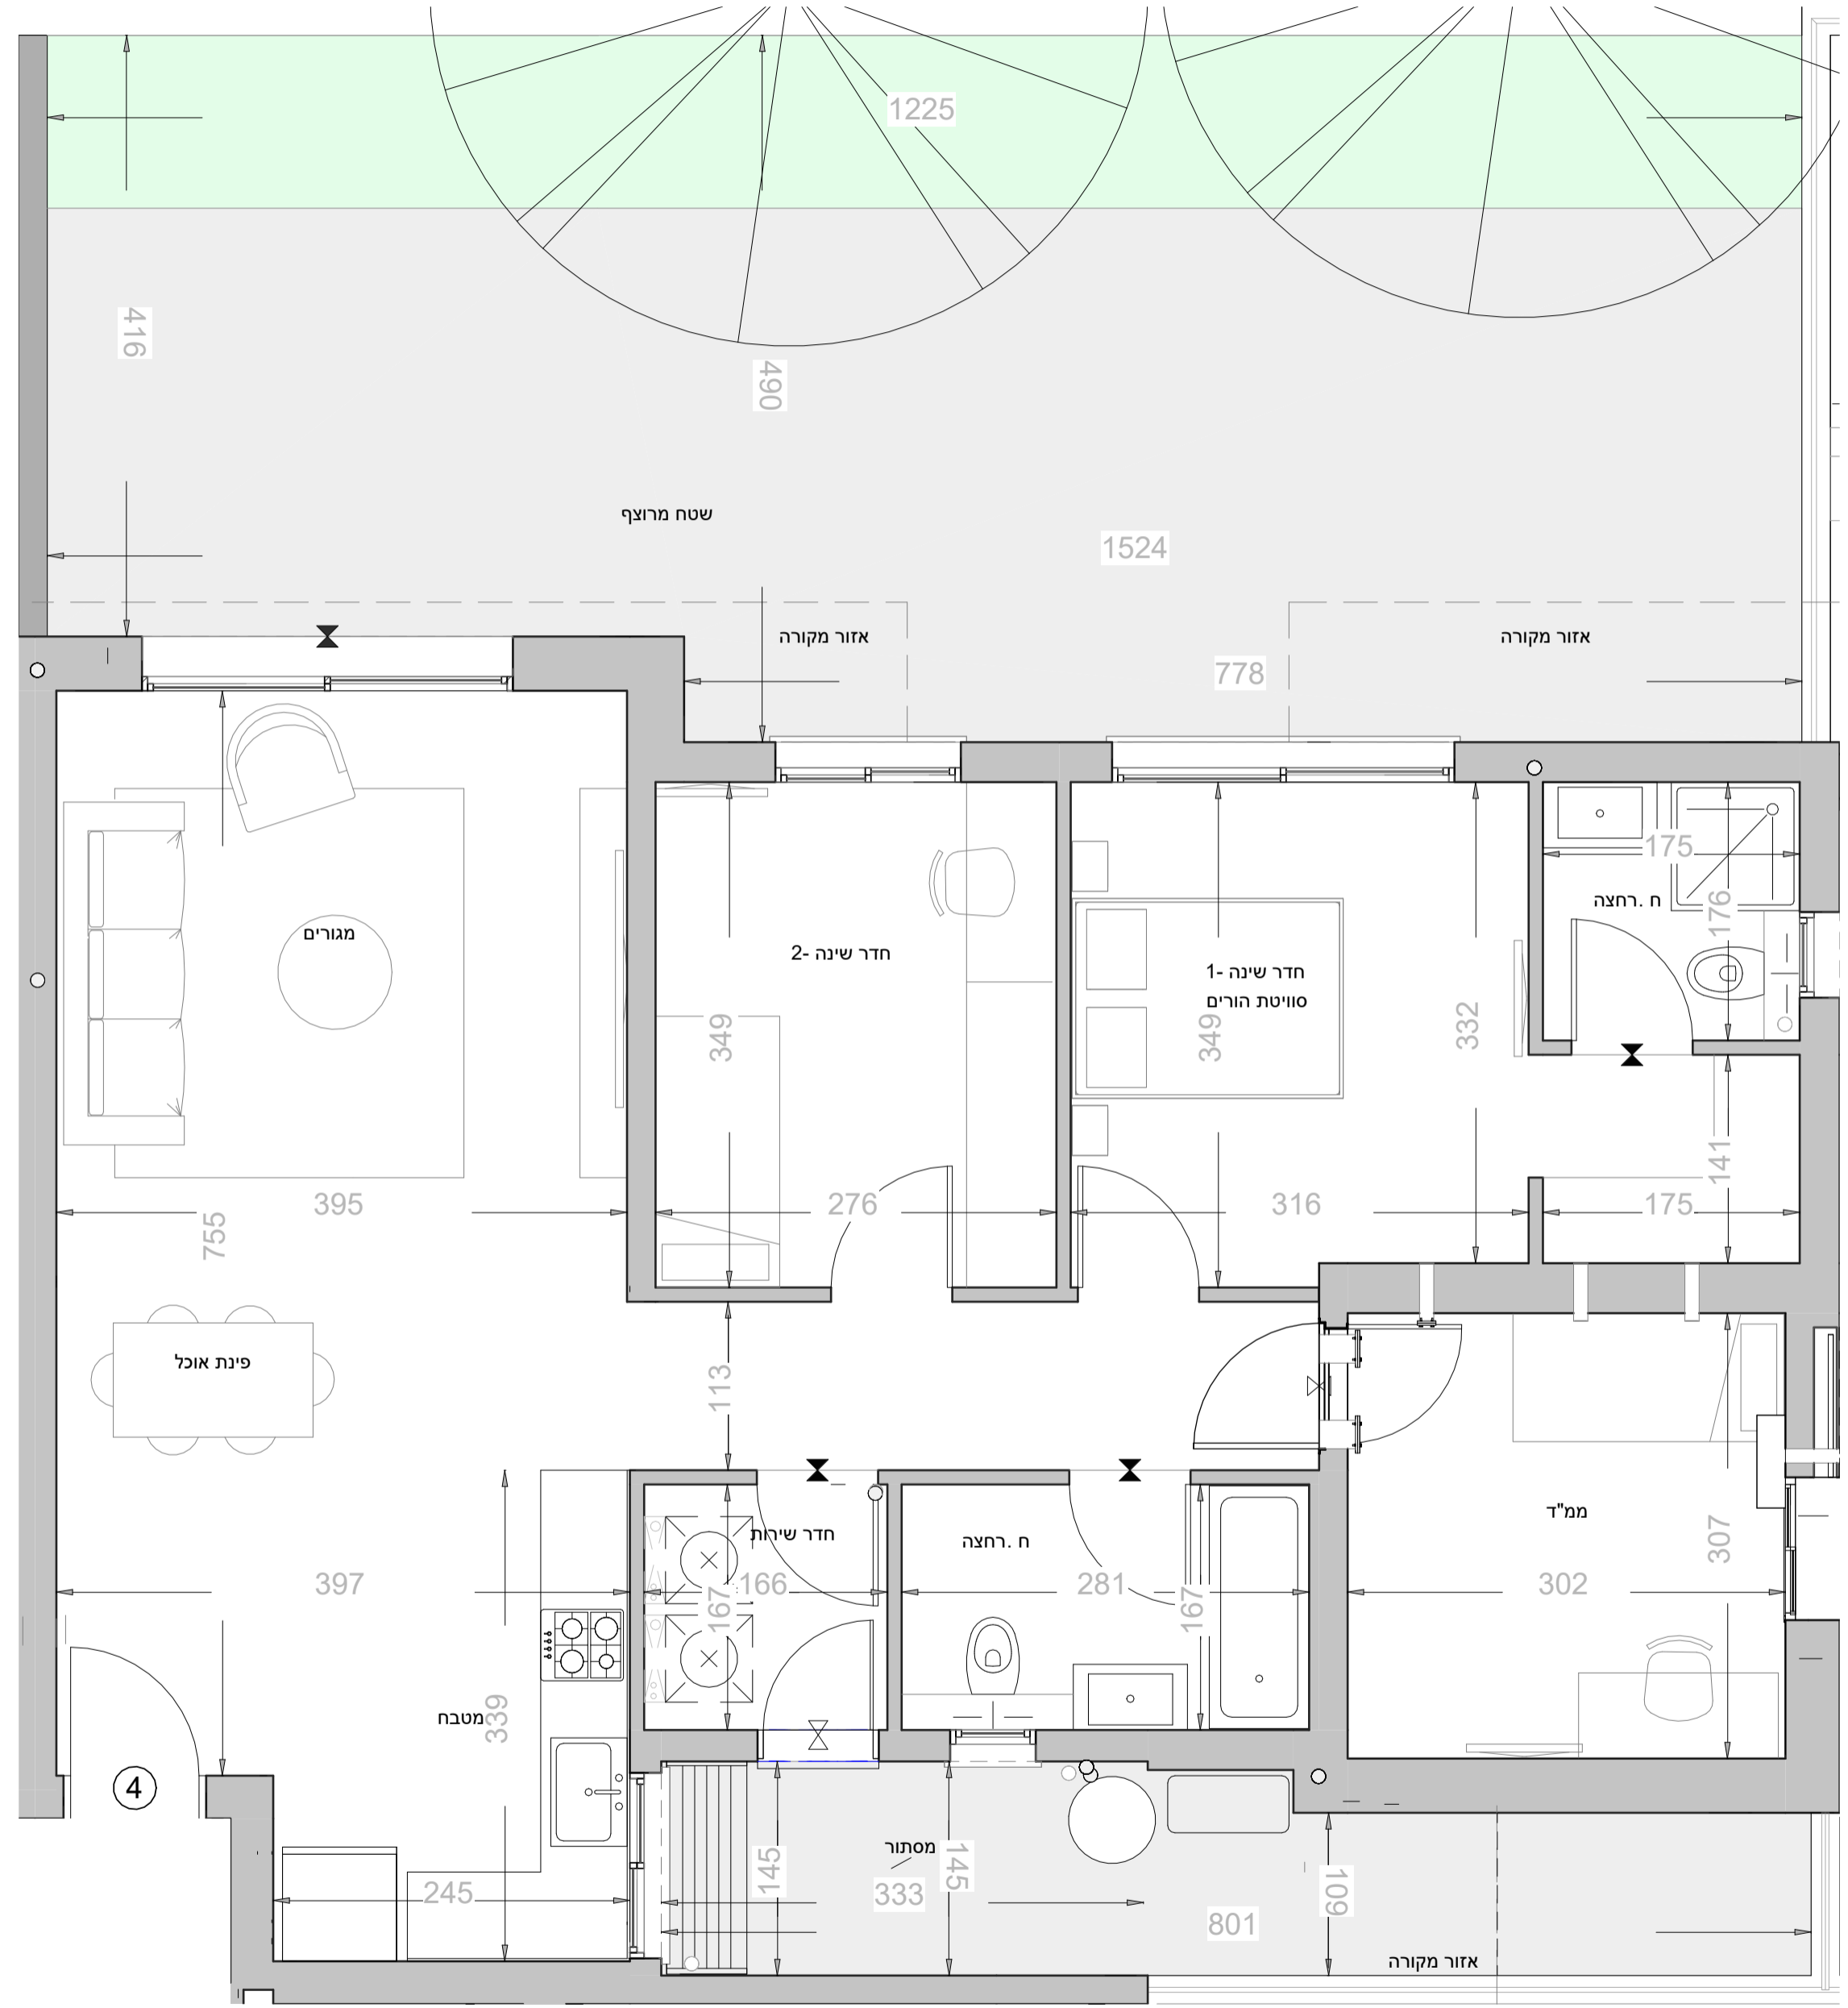 1225
416
490
שטח מרוצף
1524
אזור מקורה
אזור מקורה
778
175
ח .רחצה
176
מגורים
חדר שינה -2
חדר שינה -1
סוויטת הורים
349
349
332
141
395
276
316
175
755
פינת אוכל
113
ממ"ד
חדר שירות
ח .רחצה
307
397
166
167
281
167
302
מטבח
339
4
מסתור
145
145
333
245
109
801
אזור מקורה